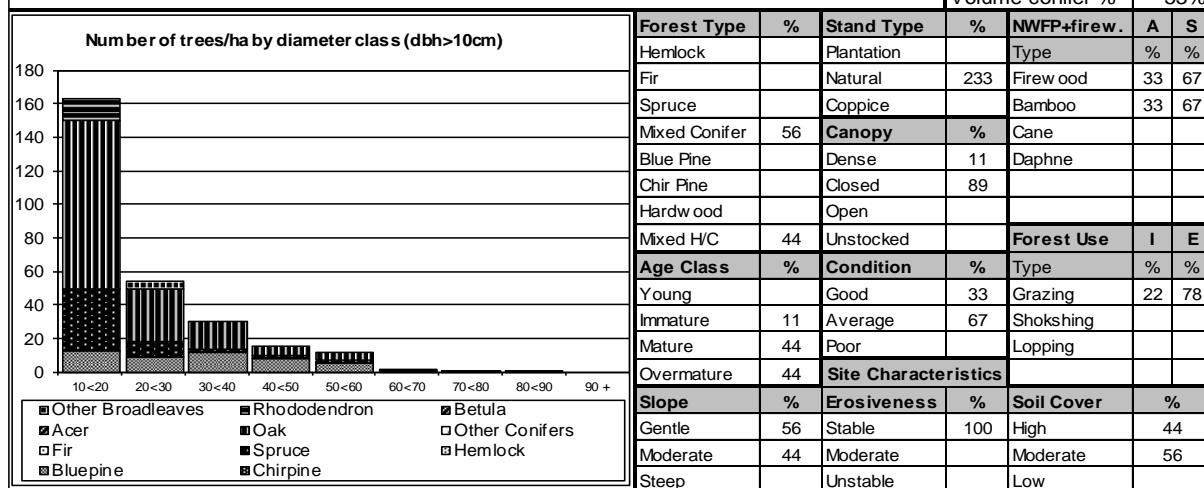 Number of trees/ha by diameter class (dbh>10cm)
180
160
140
120
100
80
60
40
20
0
10<20 20<30 30<40 40<50 50<60 60<70 70<80 80<90 90 +
Other Broadleaves Rhododendron Betula
Acer Oak Other Conifers
Fir Spruce Hemlock
Bluepine Chirpine
Forest Type % Stand Type % NWFP+firew. A S
Hemlock Plantation Type % %
Fir Natural 233 Firewood 33 67
Spruce Coppice Bamboo 33 67
Mixed Conifer 56 Canopy % Cane
Blue Pine Dense 11 Daphne
Chir Pine Closed 89
Hardwood Open
Mixed H/C 44 Unstocked Forest Use I E
Age Class % Condition % Type % %
Young Good 33 Grazing 22 78
Immature 11 Average 67 Shokshing
Mature 44 Poor Lopping
Overmature 44 Site Characteristics
Slope % Erosiveness % Soil Cover %
Gentle 56 Stable 100 High 44
Moderate 44 Moderate Moderate 56
Steep Unstable Low